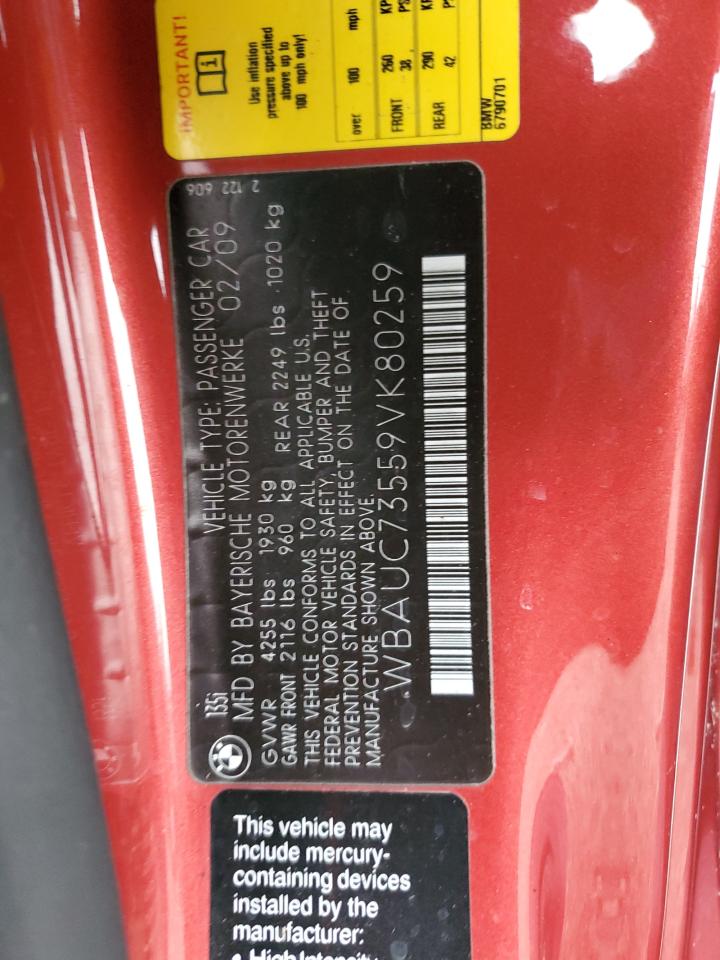 IMPORTANT!
Use inflation
pressure specified
above up to
100 mph only!
over 100 mph
FRONT 260 38
REAR 290 42
BMW
6790701
2 122 606
135i VEHICLE TYPE: PASSENGER CAR
MFD BY BAYERISCHE MOTORENWERKE 02/09
GVWR 4255 lbs 1930 kg
GAWR FRONT 2116 lbs 960 kg REAR 2249 lbs 1020 kg
THIS VEHICLE CONFORMS TO ALL APPLICABLE U.S.
FEDERAL MOTOR VEHICLE SAFETY, BUMPER AND THEFT
PREVENTION STANDARDS IN EFFECT ON THE DATE OF
MANUFACTURE SHOWN ABOVE.
WBAUC73559VK80259
This vehicle may
include mercury-
containing devices
installed by the
manufacturer:
• High Intensity